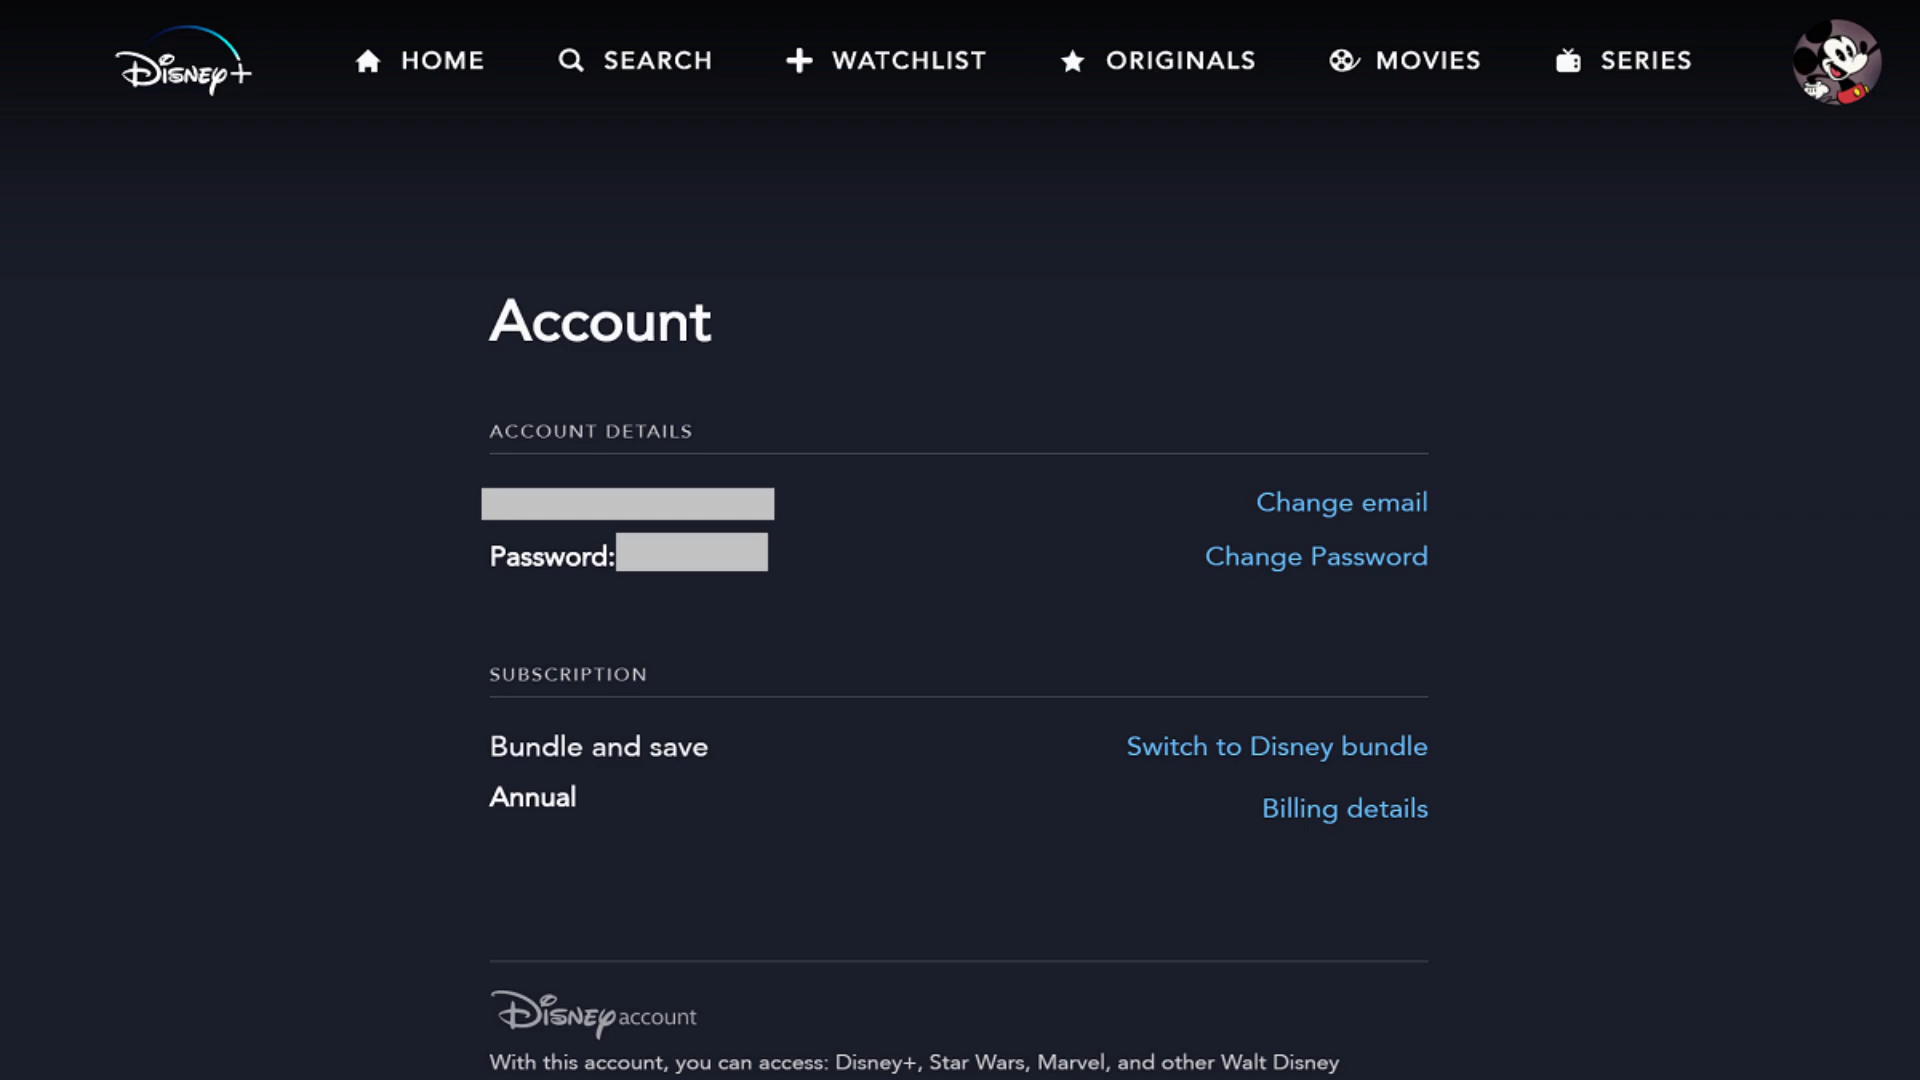 Disney+ HOME SEARCH WATCHLIST ORIGINALS MOVIES SERIES
Account
ACCOUNT DETAILS
Change email
Password: Change Password
SUBSCRIPTION
Bundle and save Switch to Disney bundle
Annual Billing details
Disney account
With this account, you can access: Disney+, Star Wars, Marvel, and other Walt Disney